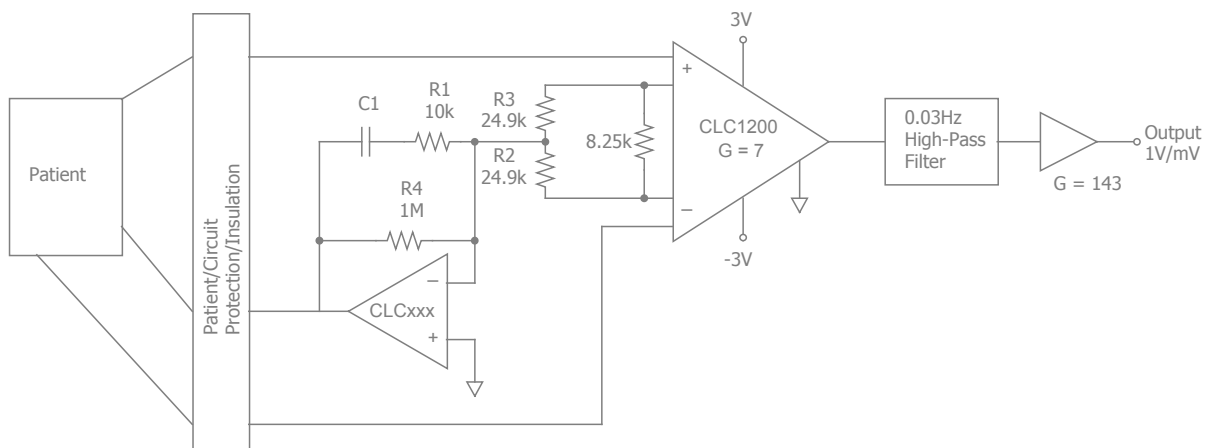 Patient
Patient/Circuit
Protection/Insulation
C1
R1
10k
R4
1M
CLCxxx
−
+
R3
24.9k
R2
24.9k
8.25k
+
CLC1200
G = 7
−
3V
-3V
0.03Hz
High-Pass
Filter
G = 143
Output
1V/mV